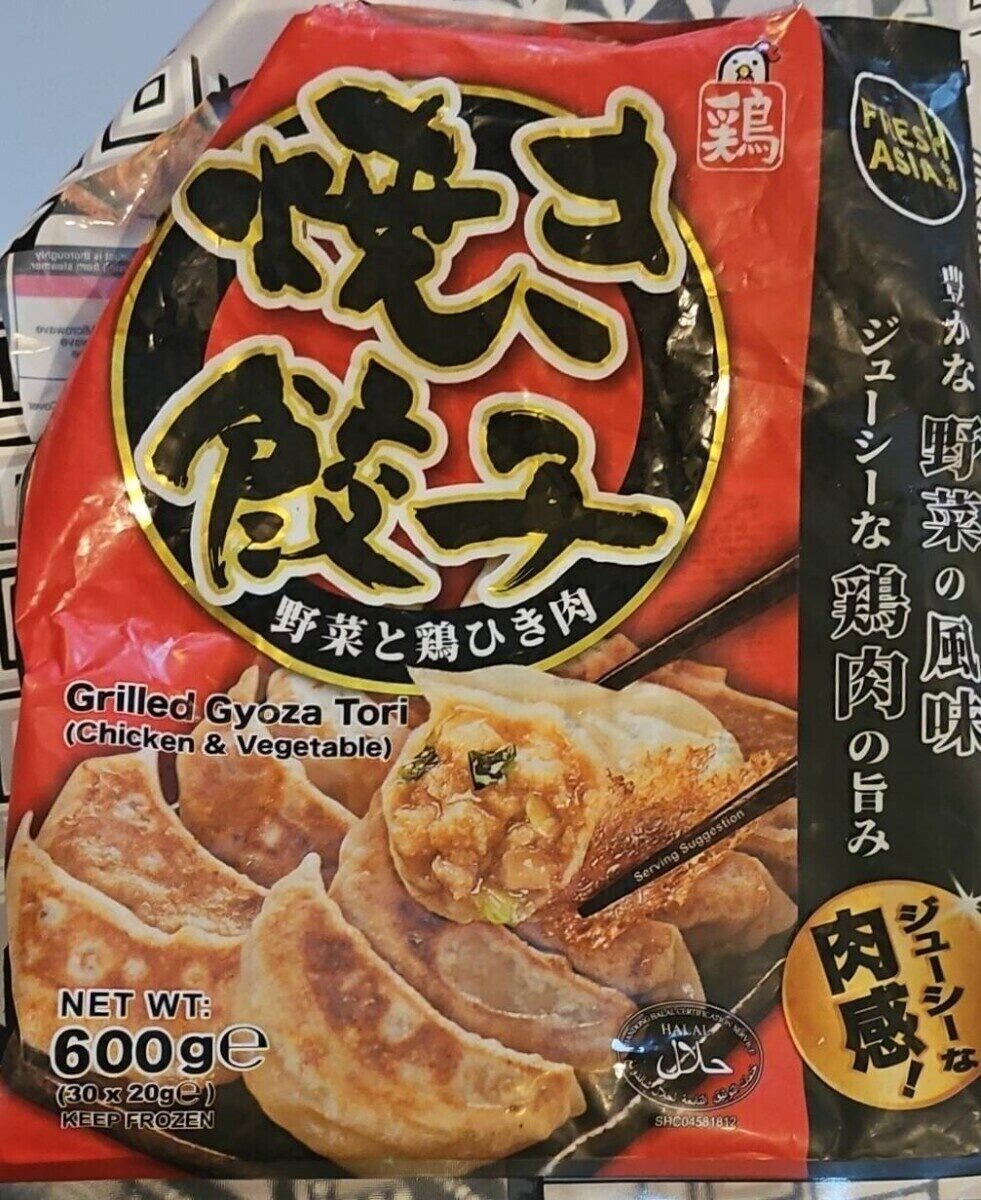 鶏
FRESH
ASIA
焼き
餃子
野菜と鶏ひき肉
豊かな野菜の風味
ジューシーな鶏肉の旨み
Grilled Gyoza Tori
(Chicken & Vegetable)
Serving Suggestion
ジューシーな
肉感!
NET WT:
600g℮
(30 x 20g℮)
KEEP FROZEN
HALAL
حلال
SHC04581812